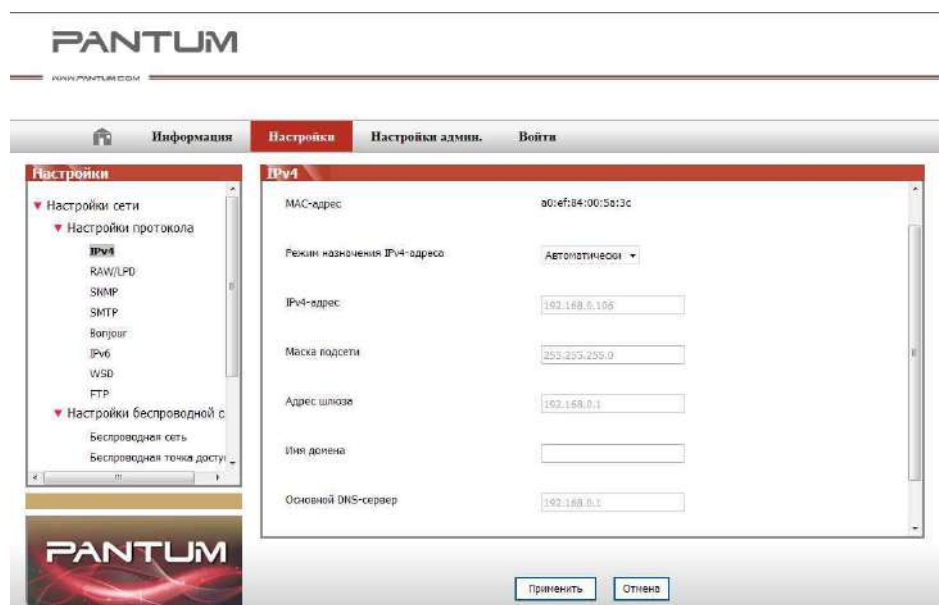 PANTUM
WWW.PANTUM.COM
Информация Настройки Настройки админ. Войти
Настройки
Настройки сети
Настройки протокола
IPv4
RAW/LPD
SNMP
SMTP
Bonjour
IPv6
WSD
FTP
Настройки беспроводной с
Беспроводная сеть
Беспроводная точка досту
PANTUM
IPv4
MAC-адрес a0:ef:84:00:5a:3c
Режим назначения IPv4-адреса Автоматически
IPv4-адрес 192.168.0.106
Маска подсети 255.255.255.0
Адрес шлюза 192.168.0.1
Имя домена
Основной DNS-сервер 192.168.0.1
Применить Отмена